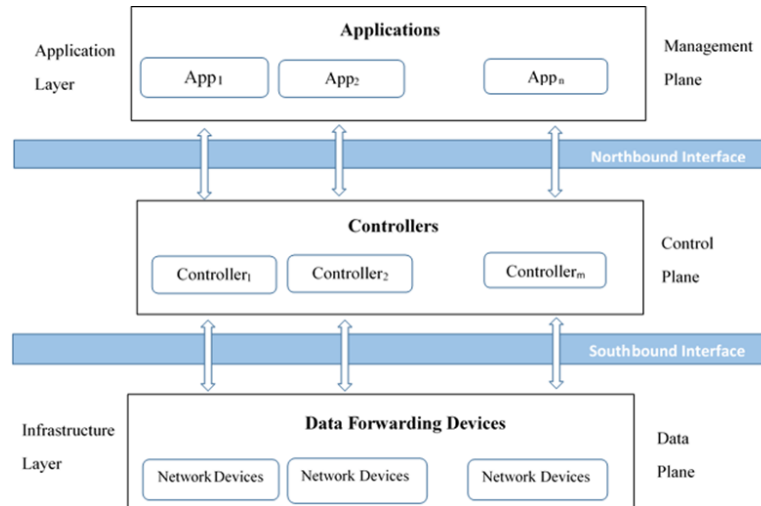 Applications
Application
Layer
App1
App2
Appn
Management
Plane
Northbound Interface
Controllers
Controller1
Controller2
Controllerm
Control
Plane
Southbound Interface
Data Forwarding Devices
Infrastructure
Layer
Network Devices
Network Devices
Network Devices
Data
Plane